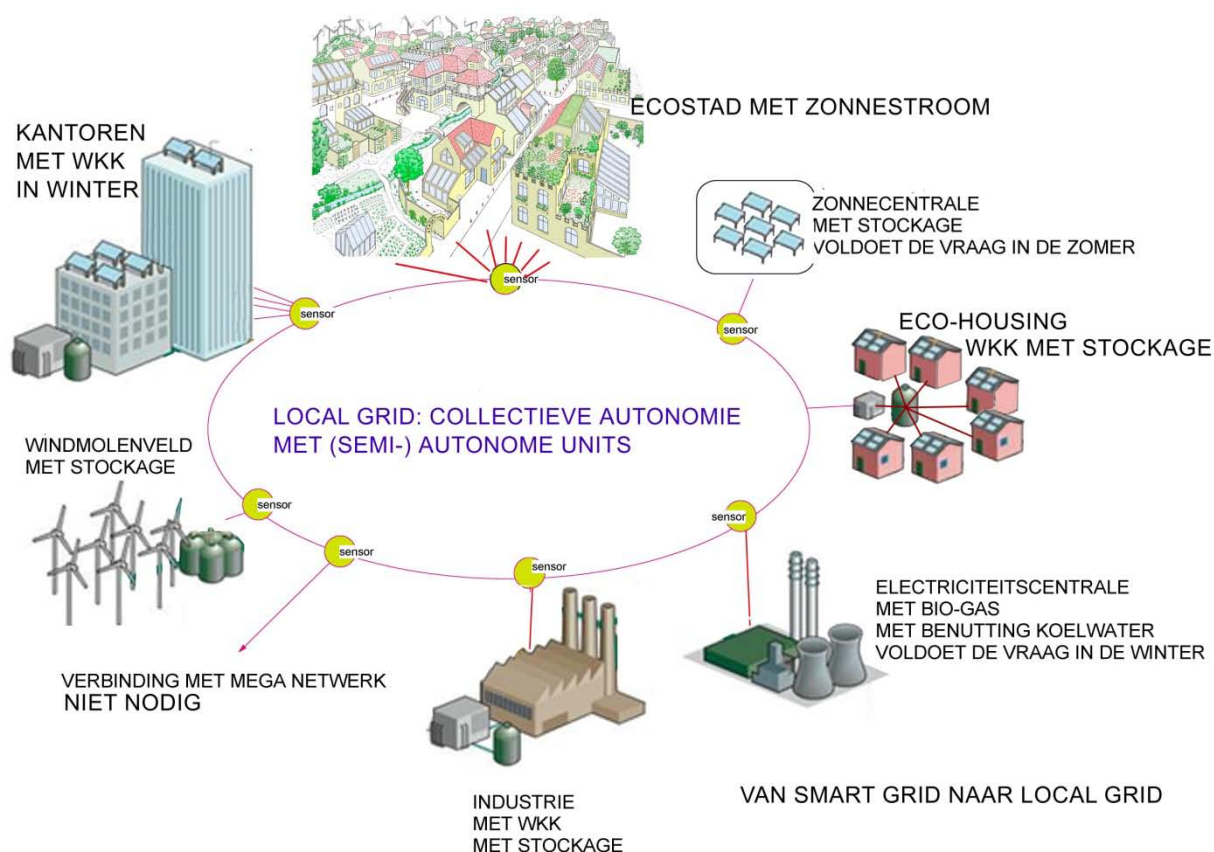 ECOSTAD MET ZONNESTROOM
KANTOREN
MET WKK
IN WINTER
ZONNECENTRALE
MET STOCKAGE
VOLDOET DE VRAAG IN DE ZOMER
sensor
sensor
sensor
ECO-HOUSING
WKK MET STOCKAGE
LOCAL GRID: COLLECTIEVE AUTONOMIE
MET (SEMI-) AUTONOME UNITS
WINDMOLENVELD
MET STOCKAGE
sensor
sensor
sensor
sensor
ELECTRICITEITSCENTRALE
MET BIO-GAS
MET BENUTTING KOELWATER
VOLDOET DE VRAAG IN DE WINTER
VERBINDING MET MEGA NETWERK
NIET NODIG
INDUSTRIE
MET WKK
MET STOCKAGE
VAN SMART GRID NAAR LOCAL GRID